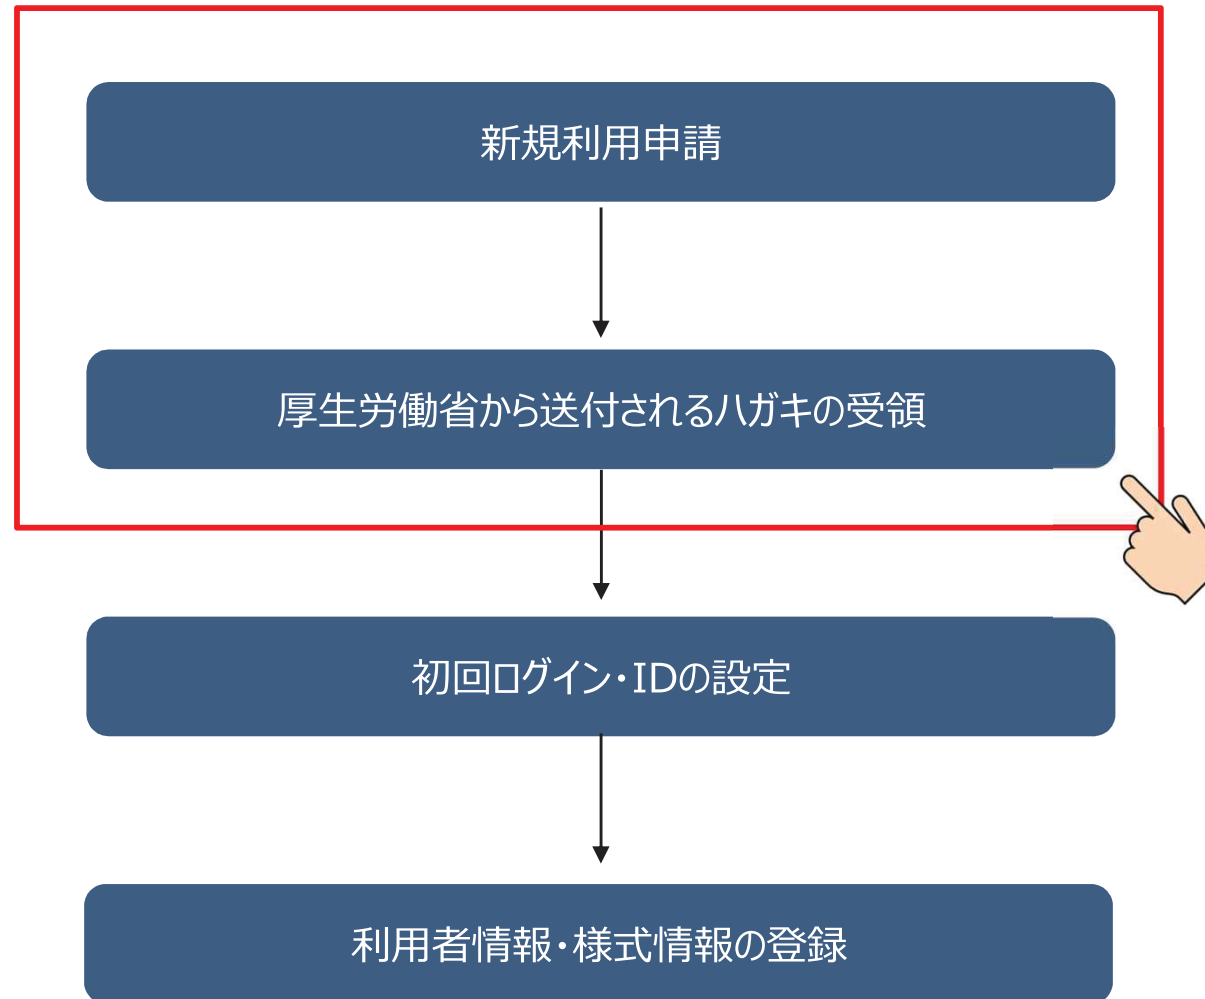 新規利用申請
厚生労働省から送付されるハガキの受領
初回ログイン・IDの設定
利用者情報・様式情報の登録